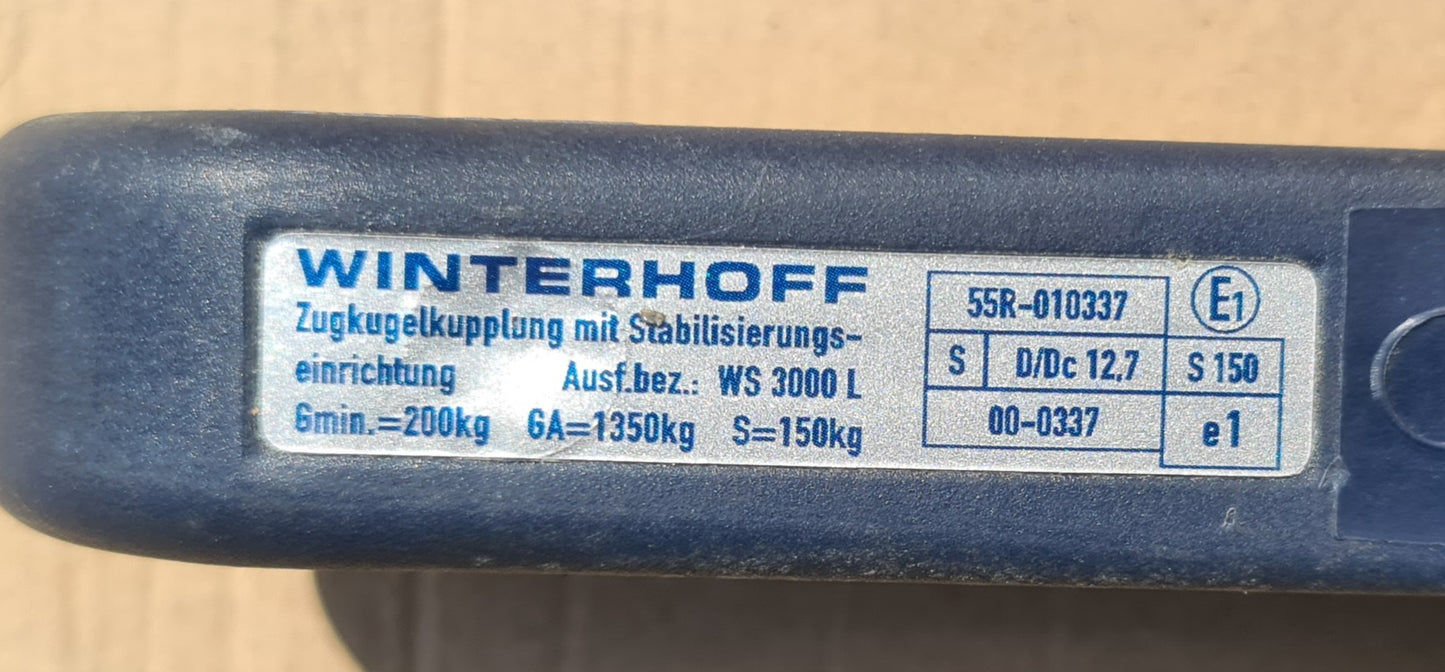 WINTERHOFF
Zugkugelkupplung mit Stabilisierungs-
einrichtung Ausf.bez.: WS 3000 L
Gmin.=200kg GA=1350kg S=150kg
55R-010337 E1
S D/Dc 12,7 S 150
00-0337 e1